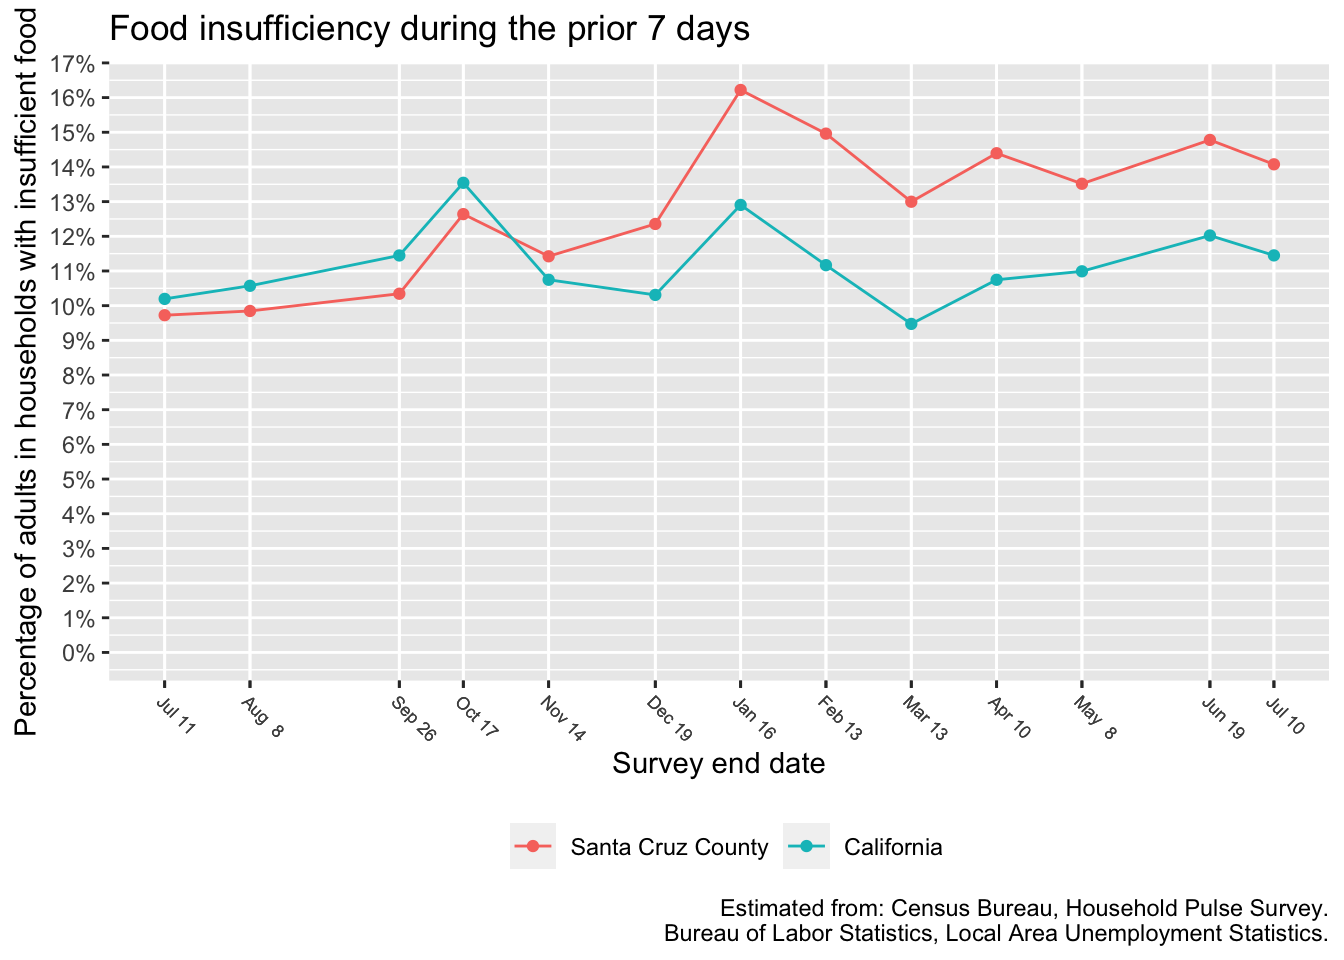 Food insufficiency during the prior 7 days
Percentage of adults in households with insufficient food
17%
16%
15%
14%
13%
12%
11%
10%
9%
8%
7%
6%
5%
4%
3%
2%
1%
0%
Jul 11
Aug 8
Sep 26
Oct 17
Nov 14
Dec 19
Jan 16
Feb 13
Mar 13
Apr 10
May 8
Jun 19
Jul 10
Survey end date
Santa Cruz County
California
Estimated from: Census Bureau, Household Pulse Survey.
Bureau of Labor Statistics, Local Area Unemployment Statistics.